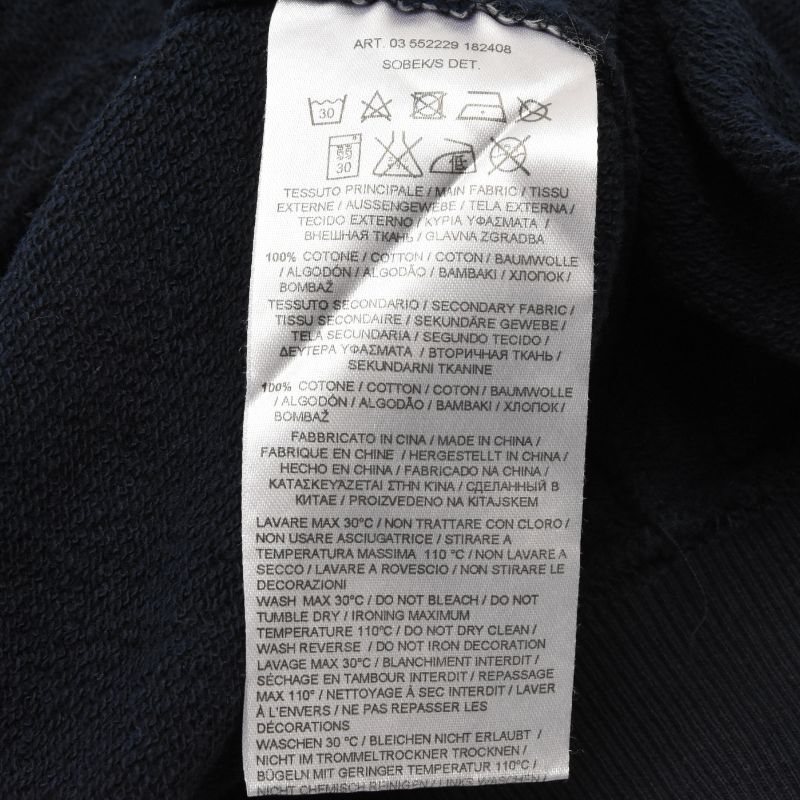 ART. 03 552229 182408
SOBEK/S DET.
30
30
TESSUTO PRINCIPALE / MAIN FABRIC / TISSU
EXTERNE / AUSSENGEWEBE / TELA EXTERNA /
TECIDO EXTERNO / ΚΥΡΙΑ ΥΦΑΣΜΑΤΑ /
ВНЕШНАЯ ТКАНЬ / GLAVNA ZGRADBA
100% COTONE / COTTON / COTON / BAUMWOLLE
/ ALGODÓN / ALGODÃO / BAMBAKI / ХЛОПОК /
BOMBAŽ
TESSUTO SECONDARIO / SECONDARY FABRIC /
TISSU SECONDAIRE / SEKUNDÄRE GEWEBE /
TELA SECUNDARIA / SEGUNDO TECIDO /
ΔΕΥΤΕΡΑ ΥΦΑΣΜΑΤΑ / ВТОРИЧНАЯ ТКАНЬ /
SEKUNDARNI TKANINE
100% COTONE / COTTON / COTON / BAUMWOLLE
/ ALGODÓN / ALGODÃO / BAMBAKI / ХЛОПОК /
BOMBAŽ
FABBRICATO IN CINA / MADE IN CHINA /
FABRIQUE EN CHINE / HERGESTELLT IN CHINA /
HECHO EN CHINA / FABRICADO NA CHINA /
ΚΑΤΑΣΚΕΥΆΖΕΤΑΙ ΣΤΗΝ ΚΊΝΑ / СДЕЛАННЫЙ В
КИТАЕ / PROIZVEDENO NA KITAJSKEM
LAVARE MAX 30°C / NON TRATTARE CON CLORO /
NON USARE ASCIUGATRICE / STIRARE A
TEMPERATURA MASSIMA 110 °C / NON LAVARE A
SECCO / LAVARE A ROVESCIO / NON STIRARE LE
DECORAZIONI
WASH MAX 30°C / DO NOT BLEACH / DO NOT
TUMBLE DRY / IRONING MAXIMUM
TEMPERATURE 110°C / DO NOT DRY CLEAN /
WASH REVERSE / DO NOT IRON DECORATION
LAVAGE MAX 30°C / BLANCHIMENT INTERDIT /
SÉCHAGE EN TAMBOUR INTERDIT / REPASSAGE
MAX 110° / NETTOYAGE À SEC INTERDIT / LAVER
À L'ENVERS / NE PAS REPASSER LES
DÉCORATIONS
WASCHEN 30 °C / BLEICHEN NICHT ERLAUBT /
NICHT IM TROMMELTROCKNER TROCKNEN /
BÜGELN MIT GERINGER TEMPERATUR 110°C /
NICHT CHEMISCH REINIGEN / LINKS WASCHEN /